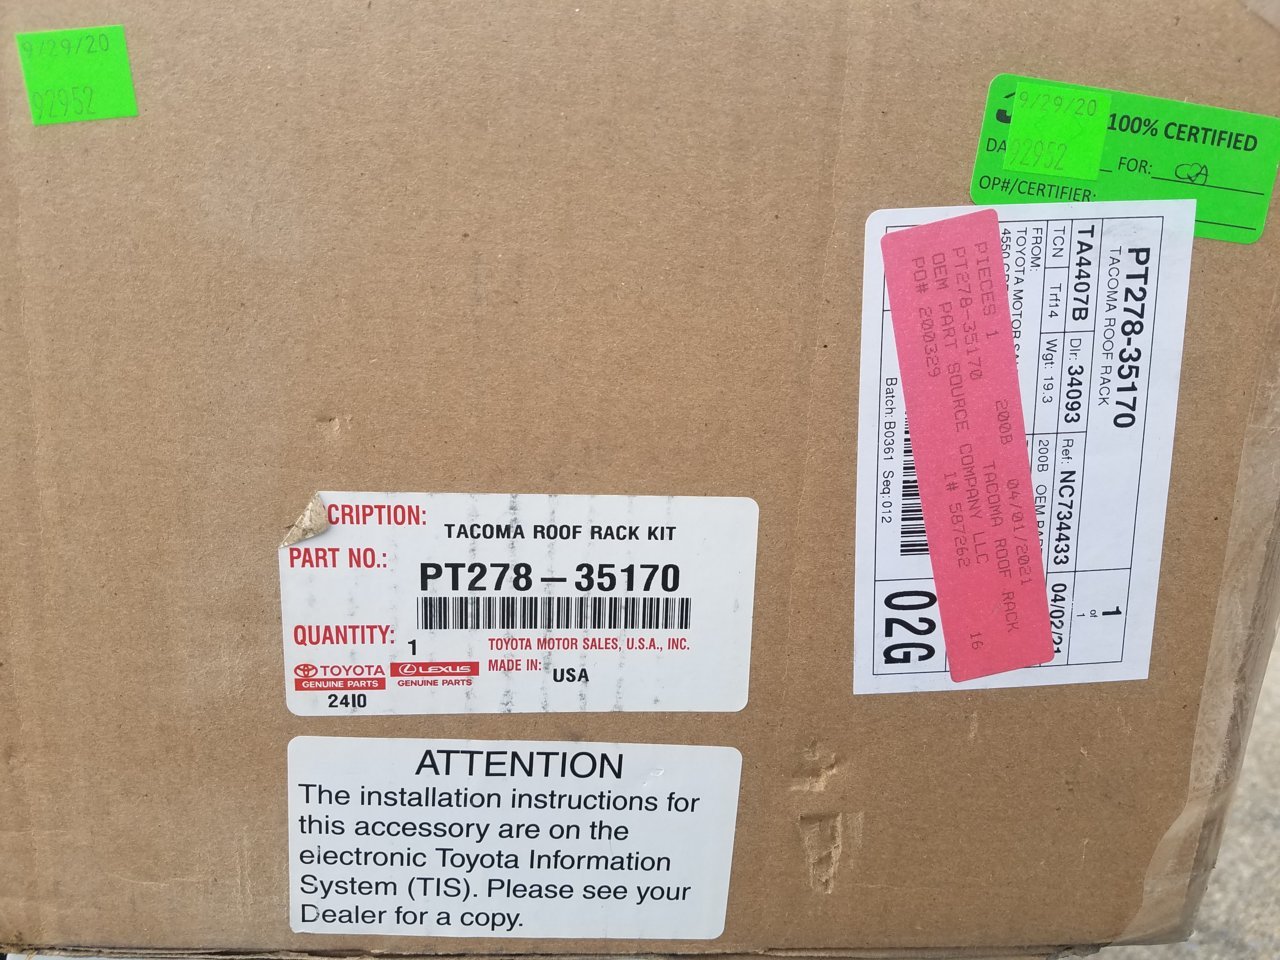 9/29/20
92952
9/29/20
92952
100% CERTIFIED
DA
FOR: QA
OP#/CERTIFIER:
PT278-35170
TACOMA ROOF RACK
TA4407B
Dlr: 34093
Ref: NC734433
04/02/21
TCN
Trf14
Wgt: 19.3
200B
FROM:
TOYOTA MOTOR
4550
1
of
1
Batch: B0361 Seq: 012
02G
PIECES 1 200B 04/01/2021
PT278-35170 TACOMA ROOF RACK
OEM PART SOURCE COMPANY LLC 16
PO# 200329 1# 587262
CRIPTION: TACOMA ROOF RACK KIT
PART NO.:
PT278-35170
QUANTITY: 1
TOYOTA MOTOR SALES, U.S.A., INC.
MADE IN: USA
TOYOTA
GENUINE PARTS
LEXUS
GENUINE PARTS
24I0
ATTENTION
The installation instructions for
this accessory are on the
electronic Toyota Information
System (TIS). Please see your
Dealer for a copy.